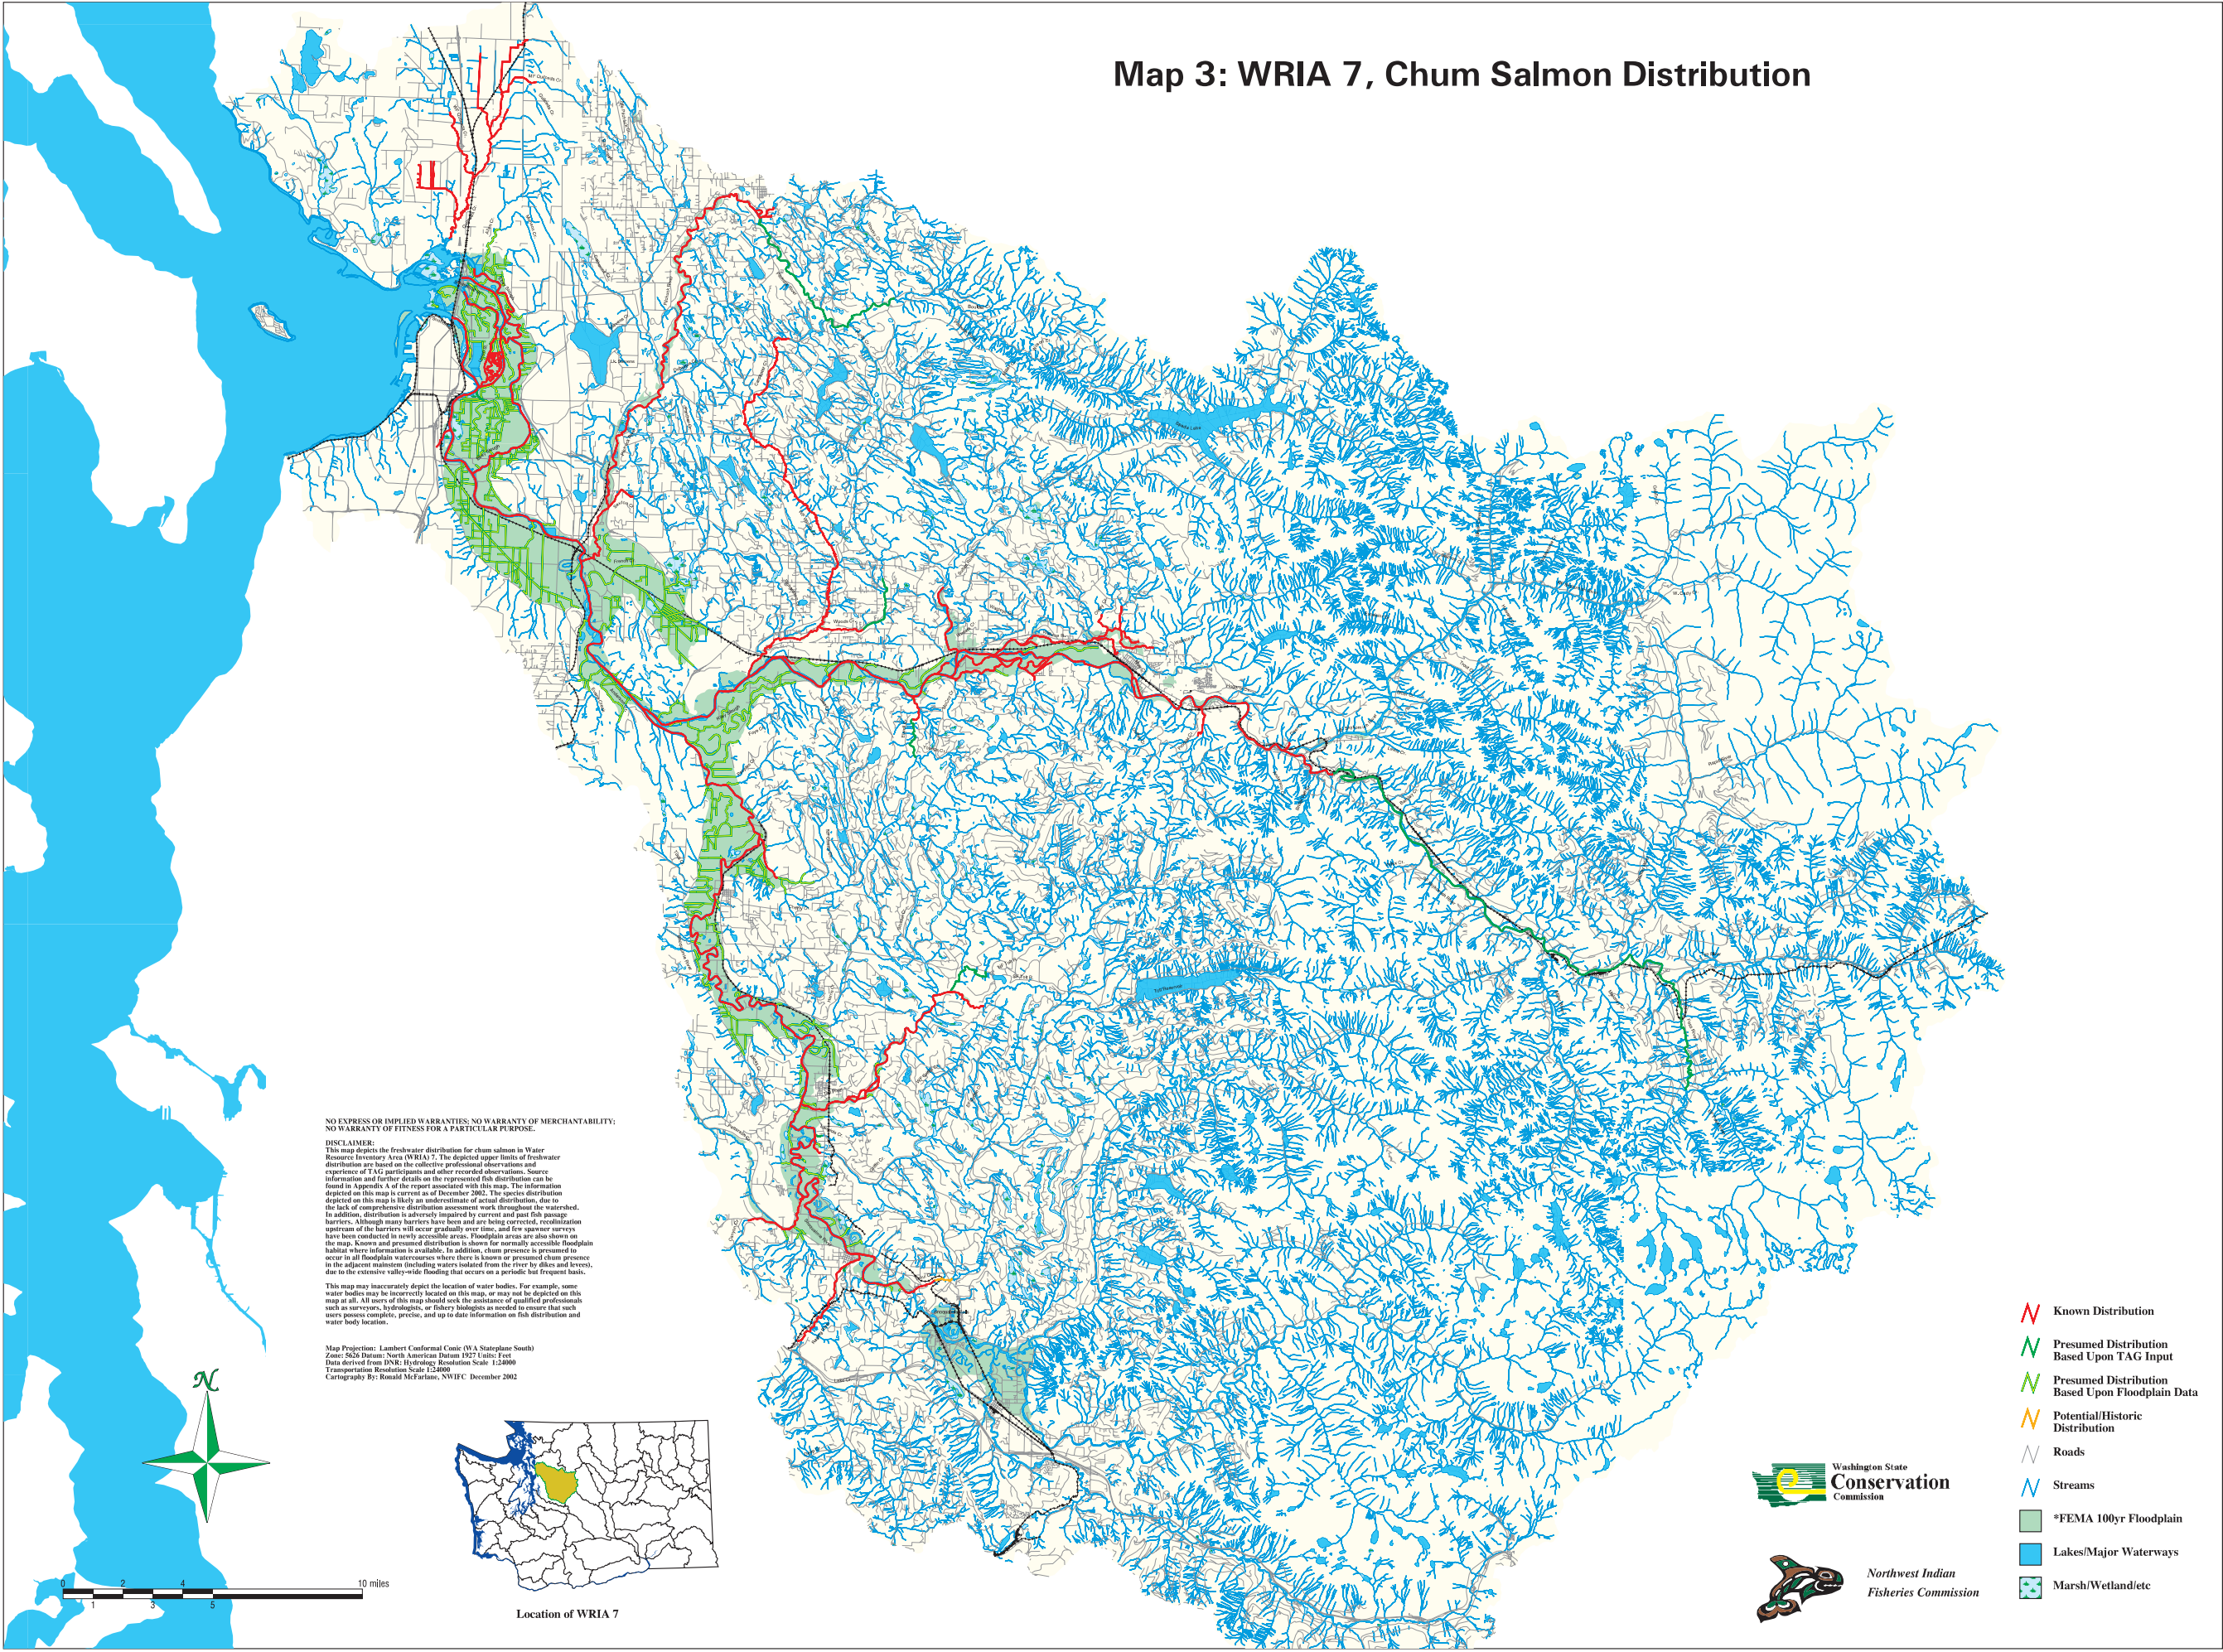 Map 3: WRIA 7, Chum Salmon Distribution
Lk. Stevens
Spada Lake
French Cr
Woods Cr
Tolt Reservoir
NO EXPRESS OR IMPLIED WARRANTIES; NO WARRANTY OF MERCHANTABILITY;
NO WARRANTY OF FITNESS FOR A PARTICULAR PURPOSE.
DISCLAIMER:
This map depicts the freshwater distribution for chum salmon in Water
Resource Inventory Area (WRIA) 7. The depicted upper limits of freshwater
distribution are based on the collective professional observations and
experience of TAG participants and other recorded observations. Source
information and further details on the represented fish distribution can be
found in Appendix A of the report associated with this map. The information
depicted on this map is current as of December 2002. The species distribution
depicted on this map is likely an underestimate of actual distribution, due to
the lack of comprehensive distribution assessment work throughout the watershed.
In addition, distribution is adversely impaired by current and past fish passage
barriers. Although many barriers have been and are being corrected, recolinization
upstream of the barriers will occur gradually over time, and few spawner surveys
have been conducted in newly accessible areas. Floodplain areas are also shown on
the map. Known and presumed distribution is shown for normally accessible floodplain
habitat where information is available. In addition, chum presence is presumed to
occur in all floodplain watercourses where there is known or presumed chum presence
in the adjacent mainstem (including waters isolated from the river by dikes and levees),
due to the extensive valley-wide flooding that occurs on a periodic but frequent basis.
This map may inaccurately depict the location of water bodies. For example, some
water bodies may be incorrectly located on this map, or may not be depicted on this
map at all. All users of this map should seek the assistance of qualified professionals
such as surveyors, hydrologists, or fishery biologists as needed to ensure that such
users possess complete, precise, and up to date information on fish distribution and
water body location.
Map Projection: Lambert Conformal Conic (WA Stateplane South)
Zone: 5626 Datum: North American Datum 1927 Units: Feet
Data derived from DNR: Hydrology Resolution Scale 1:24000
Transportation Resolution Scale 1:24000
Cartography By: Ronald McFarlane, NWIFC December 2002
N
0 2 4 10 miles
1 3 5
Location of WRIA 7
Known Distribution
Presumed Distribution
Based Upon TAG Input
Presumed Distribution
Based Upon Floodplain Data
Potential/Historic
Distribution
Roads
Streams
*FEMA 100yr Floodplain
Lakes/Major Waterways
Marsh/Wetland/etc
Washington State
Conservation
Commission
Northwest Indian
Fisheries Commission